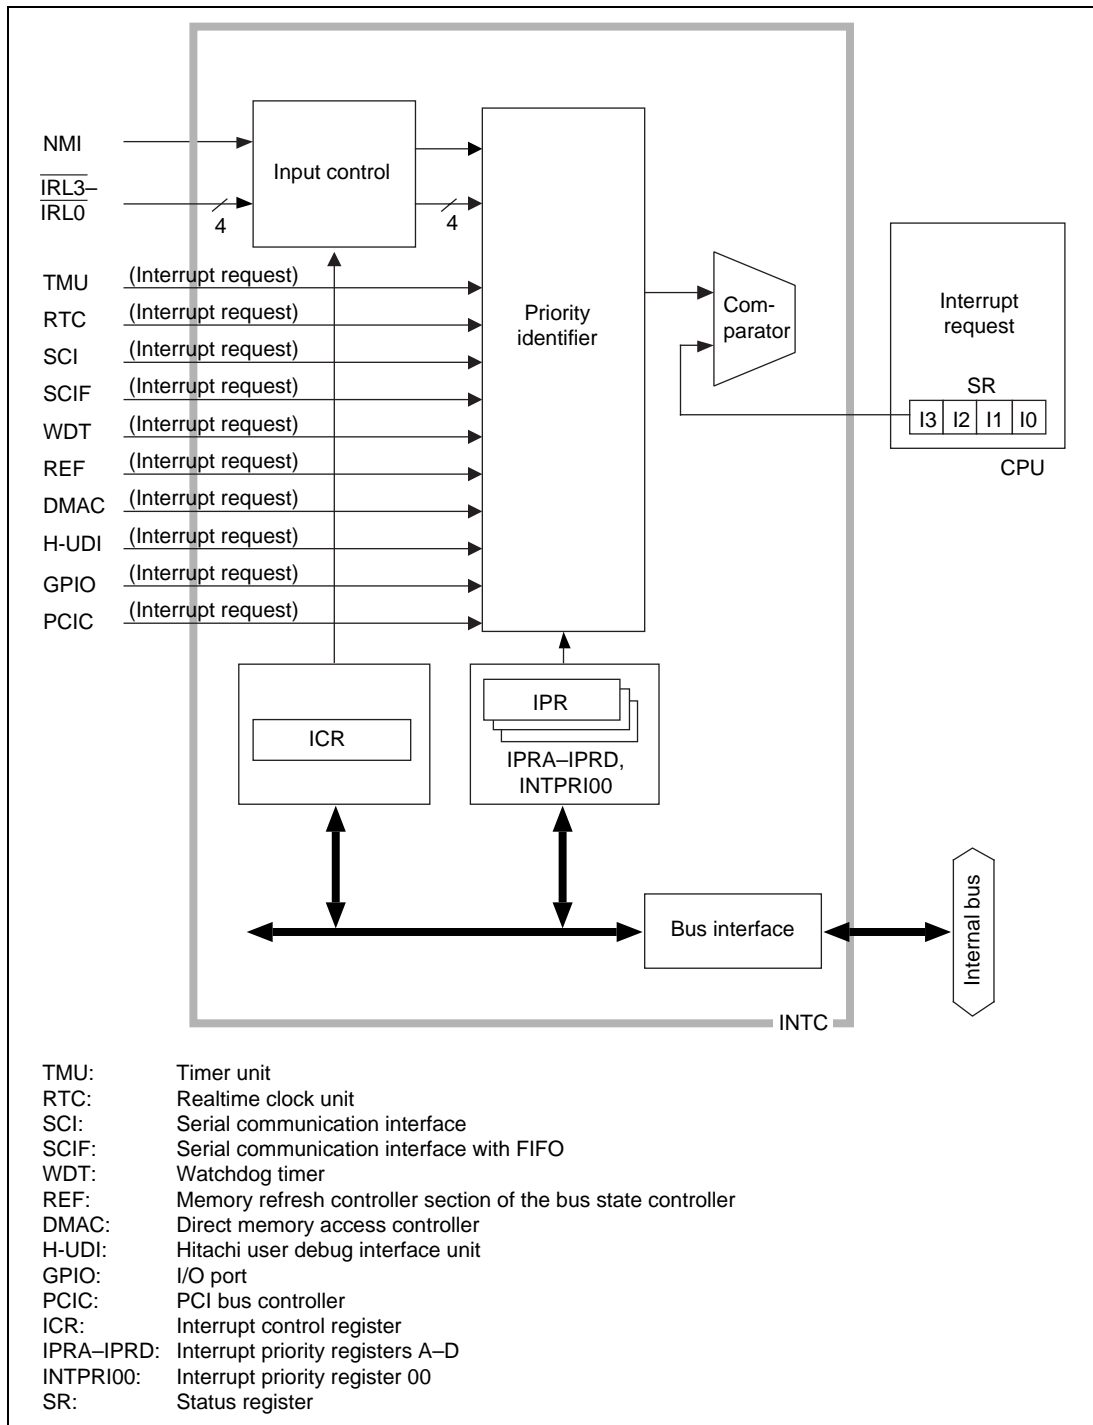 NMI
IRL3–
IRL0
4
Input control
4
TMU (Interrupt request)
RTC (Interrupt request)
SCI (Interrupt request)
SCIF (Interrupt request)
WDT (Interrupt request)
REF (Interrupt request)
DMAC (Interrupt request)
H-UDI (Interrupt request)
GPIO (Interrupt request)
PCIC (Interrupt request)
Priority
identifier
Com-
parator
Interrupt
request
SR
I3 I2 I1 I0
CPU
ICR
IPR
IPRA–IPRD,
INTPRI00
Bus interface
Internal bus
INTC
TMU: Timer unit
RTC: Realtime clock unit
SCI: Serial communication interface
SCIF: Serial communication interface with FIFO
WDT: Watchdog timer
REF: Memory refresh controller section of the bus state controller
DMAC: Direct memory access controller
H-UDI: Hitachi user debug interface unit
GPIO: I/O port
PCIC: PCI bus controller
ICR: Interrupt control register
IPRA–IPRD: Interrupt priority registers A–D
INTPRI00: Interrupt priority register 00
SR: Status register